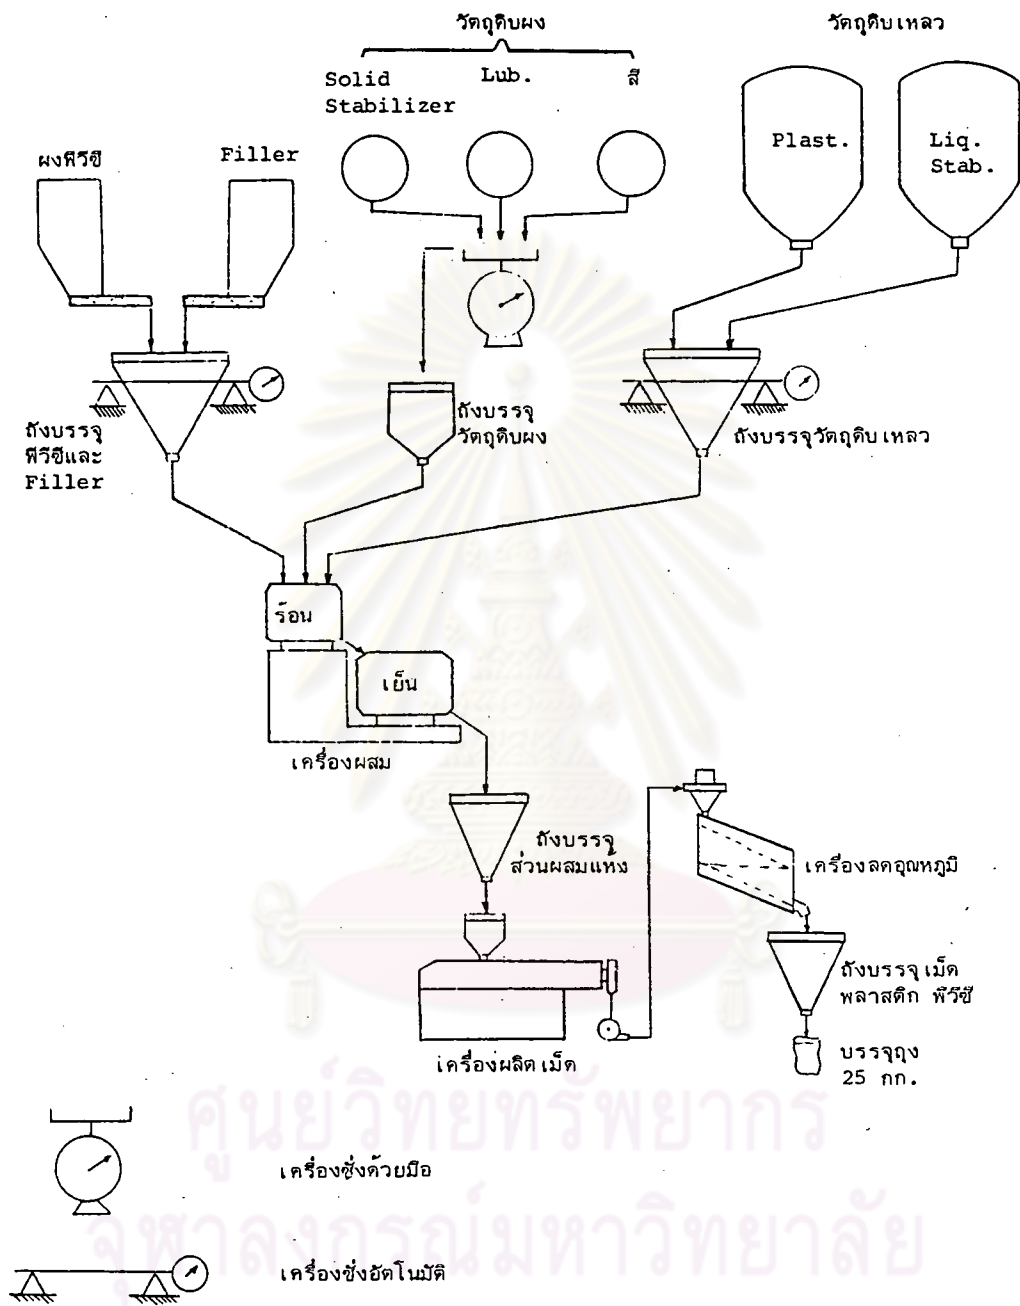 วัตถุดิบผง
วัตถุดิบเหลว
Solid
Stabilizer
Lub.
สี
Plast.
Liq.
Stab.
ผงพีวีซี
Filler
ถังบรรจุ
พีวีซีและ
Filler
ถังบรรจุ
วัตถุดิบผง
ถังบรรจุวัตถุดิบเหลว
ร้อน
เย็น
เครื่องผสม
ถังบรรจุ
ส่วนผสมแห้ง
เครื่องลดอุณหภูมิ
ถังบรรจุเม็ด
พลาสติก พีวีซี
เครื่องผลิตเม็ด
บรรจุถุง
25 กก.
ศูนย์วิทยทรัพยากร
เครื่องชั่งด้วยมือ
จุฬาลงกรณ์มหาวิทยาลัย
เครื่องชั่งอัตโนมัติ